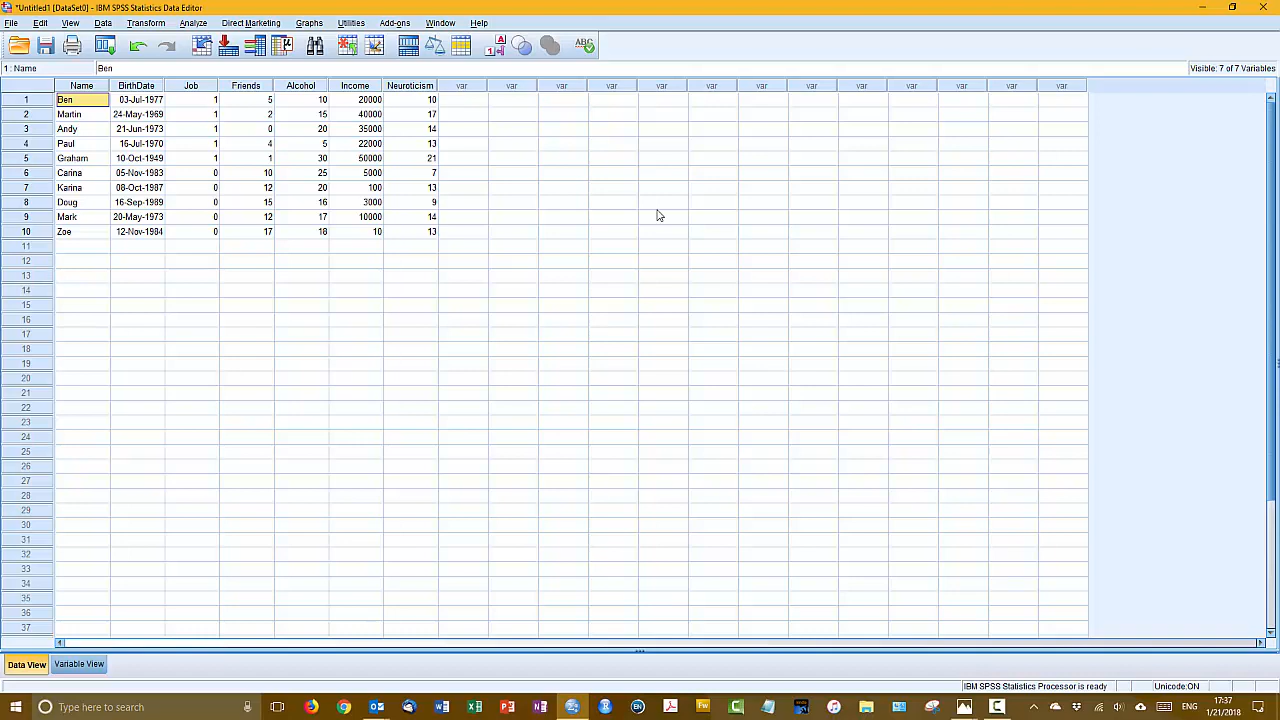 *Untitled1 [DataSet0] - IBM SPSS Statistics Data Editor
File Edit View Data Transform Analyze Direct Marketing Graphs Utilities Add-ons Window Help
1 : Name Ben Visible: 7 of 7 Variables
Name BirthDate Job Friends Alcohol Income Neuroticism var var var var var var var var var var var var var
1 Ben 03-Jul-1977 1 5 10 20000 10
2 Martin 24-May-1969 1 2 15 40000 17
3 Andy 21-Jun-1973 1 0 20 35000 14
4 Paul 16-Jul-1970 1 4 5 22000 13
5 Graham 10-Oct-1949 1 1 30 50000 21
6 Carina 05-Nov-1983 0 10 25 5000 7
7 Karina 08-Oct-1987 0 12 20 100 13
8 Doug 16-Sep-1989 0 15 16 3000 9
9 Mark 20-May-1973 0 12 17 10000 14
10 Zoe 12-Nov-1984 0 17 18 10 13
11
12
13
14
15
16
17
18
19
20
21
22
23
24
25
26
27
28
29
30
31
32
33
34
35
36
37
Data View Variable View
IBM SPSS Statistics Processor is ready Unicode:ON
Type here to search
ENG 17:37
1/21/2018